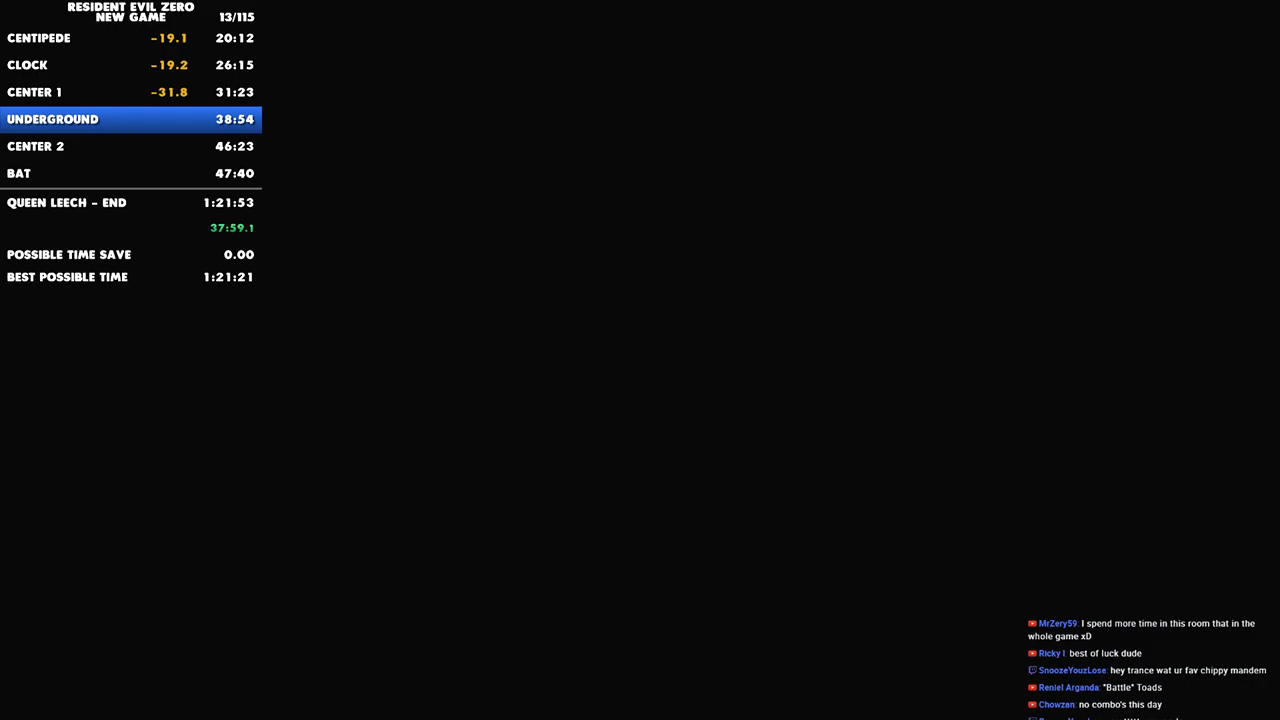 RESIDENT EVIL ZERO
NEW GAME 13/115
CENTIPEDE -19.1 20:12
CLOCK -19.2 26:15
CENTER 1 -31.8 31:23
UNDERGROUND 38:54
CENTER 2 46:23
BAT 47:40
QUEEN LEECH - END 1:21:53
37:59.1
POSSIBLE TIME SAVE 0.00
BEST POSSIBLE TIME 1:21:21
MrZery59: I spend more time in this room that in the
whole game xD
Ricky I: best of luck dude
SnoozeYouzLose: hey trance wat ur fav chippy mandem
Reniel Arganda: "Battle" Toads
Chowzan: no combo's this day